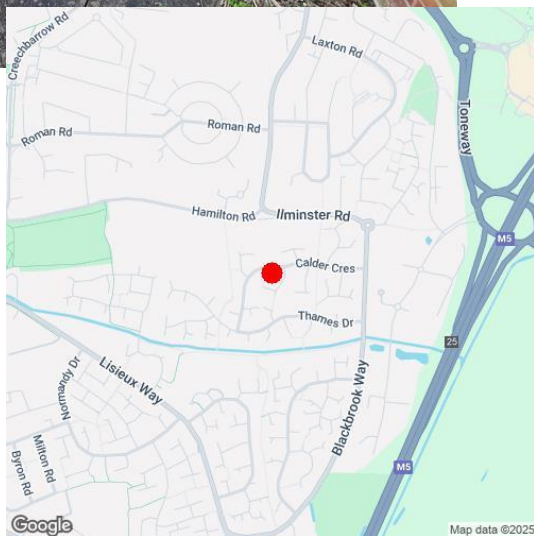 Creechbarrow Rd
Laxton Rd
Toneway
Roman Rd
Roman Rd
Hamilton Rd
Ilminster Rd
M5
Calder Cres
Thames Dr
25
Lisieux Way
Normandy Dr
Blackbrook Way
Milton Rd
Byron Rd
M5
Google
Map data ©2025